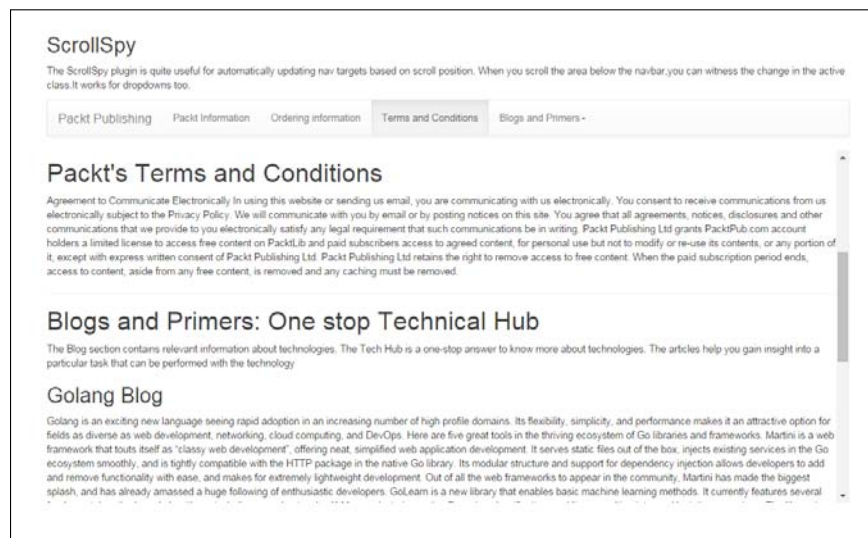 ScrollSpy
The ScrollSpy plugin is quite useful for automatically updating nav targets based on scroll position. When you scroll the area below the navbar,you can witness the change in the active
class.It works for dropdowns too.
Packt Publishing Packt Information Ordering information Terms and Conditions Blogs and Primers
Packt's Terms and Conditions
Agreement to Communicate Electronically In using this website or sending us email, you are communicating with us electronically. You consent to receive communications from us
electronically subject to the Privacy Policy. We will communicate with you by email or by posting notices on this site. You agree that all agreements, notices, disclosures and other
communications that we provide to you electronically satisfy any legal requirement that such communications be in writing. Packt Publishing Ltd grants PacktPub.com account
holders a limited license to access free content on PacktLib and paid subscribers access to agreed content, for personal use but not to modify or re-use its contents, or any portion of
it, except with express written consent of Packt Publishing Ltd. Packt Publishing Ltd retains the right to remove access to free content. When the paid subscription period ends,
access to content, aside from any free content, is removed and any caching must be removed.
Blogs and Primers: One stop Technical Hub
The Blog section contains relevant information about technologies. The Tech Hub is a one-stop answer to know more about technologies. The articles help you gain insight into a
particular task that can be performed with the technology
Golang Blog
Golang is an exciting new language seeing rapid adoption in an increasing number of high profile domains. Its flexibility, simplicity, and performance makes it an attractive option for
fields as diverse as web development, networking, cloud computing, and DevOps. Here are five great tools in the thriving ecosystem of Go libraries and frameworks. Martini is a web
framework that touts itself as “classy web development”, offering neat, simplified web application development. It serves static files out of the box, injects existing services in the Go
ecosystem smoothly, and is tightly compatible with the HTTP package in the native Go library. Its modular structure and support for dependency injection allows developers to add
and remove functionality with ease, and makes for extremely lightweight development. Out of all the web frameworks to appear in the community, Martini has made the biggest
splash, and has already amassed a huge following of enthusiastic developers. GoLearn is a new library that enables basic machine learning methods. It currently features several